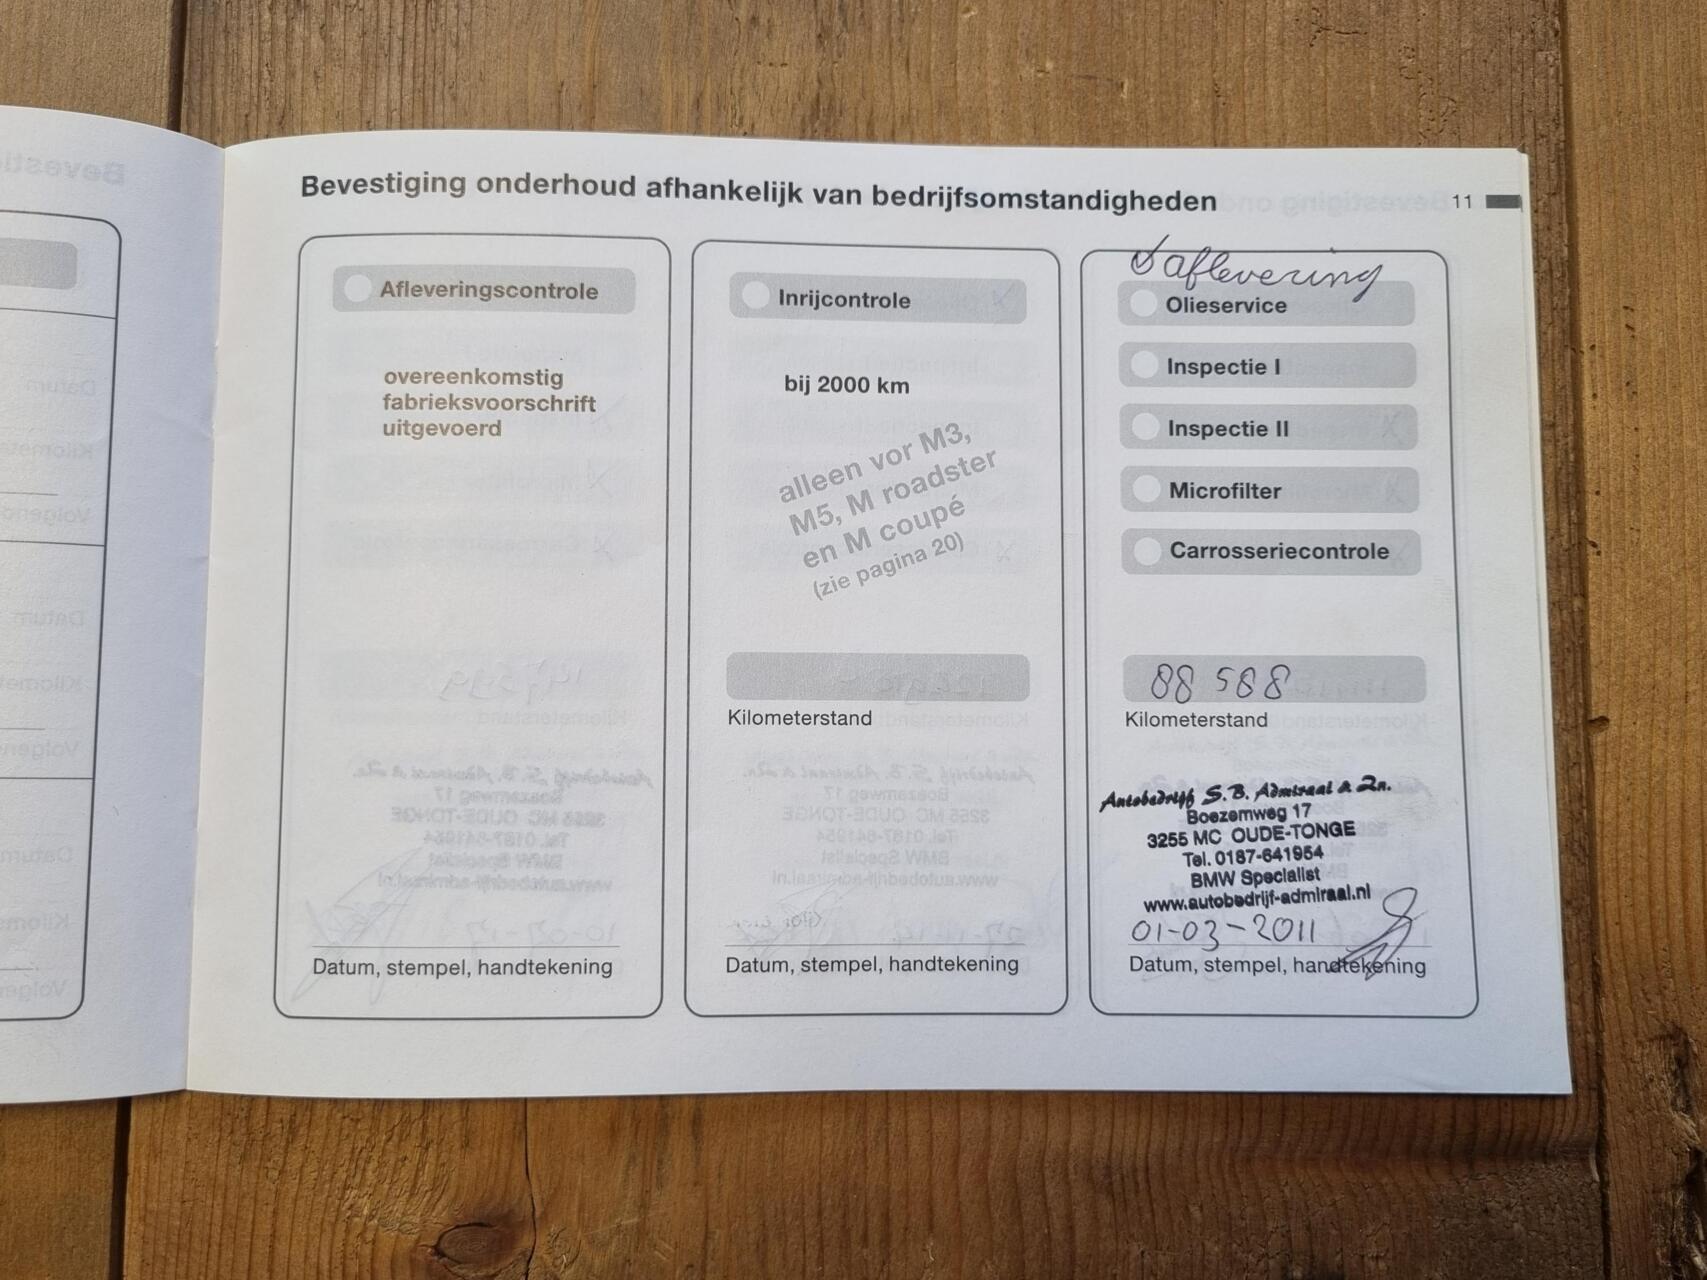 Bevestiging onderhoud afhankelijk van bedrijfsomstandigheden
11
Afleveringscontrole
overeenkomstig
fabrieksvoorschrift
uitgevoerd
Datum, stempel, handtekening
Inrijcontrole
bij 2000 km
alleen vor M3,
M5, M roadster
en M coupé
(zie pagina 20)
Kilometerstand
Datum, stempel, handtekening
aflevering
Olieservice
Inspectie I
Inspectie II
Microfilter
Carrosseriecontrole
88 588
Kilometerstand
Autobedrijf S.B. Admiraal & Zn.
Boezemweg 17
3255 MC OUDE-TONGE
Tel. 0187-641954
BMW Specialist
www.autobedrijf-admiraal.nl
01-03-2011
Datum, stempel, handtekening